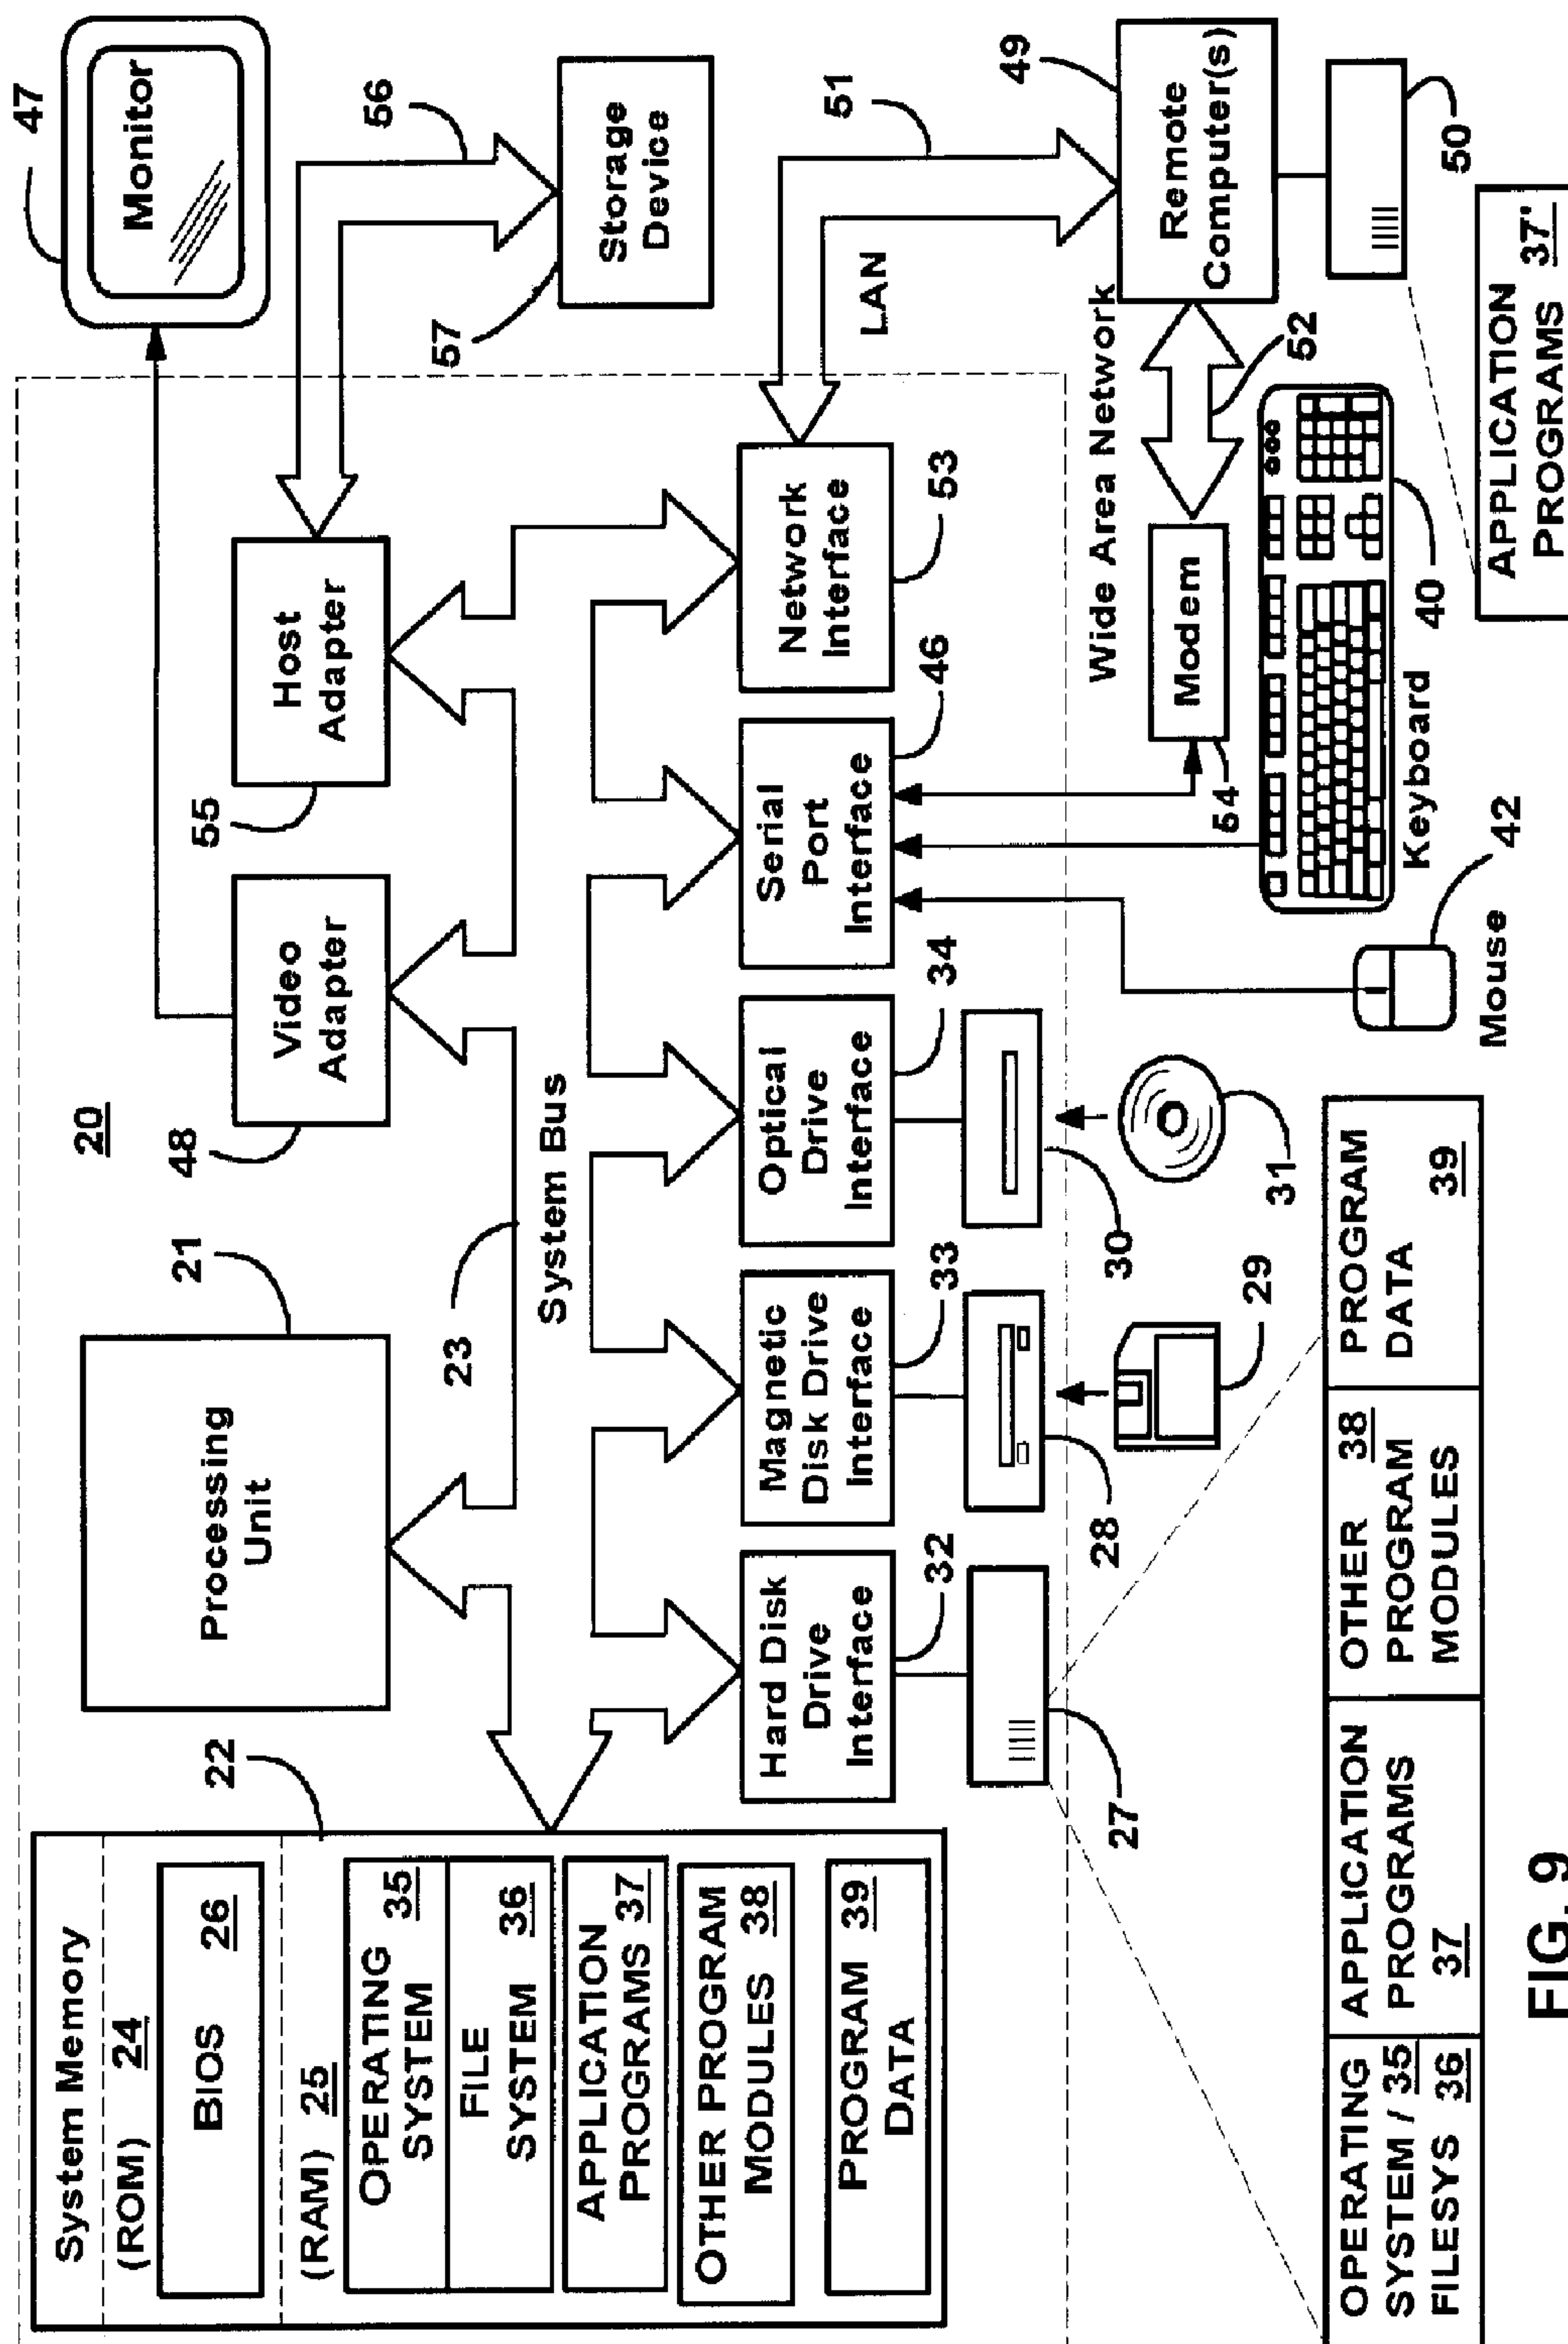 47
Monitor
56
Storage
Device
57
51
LAN
49
Remote
Computer(s)
50
Host
Adapter
55
Video
Adapter
48
20
Processing
Unit
21
23
System Bus
22
System Memory
(ROM) 24
BIOS 26
(RAM) 25
OPERATING
SYSTEM 35
FILE
SYSTEM 36
APPLICATION
PROGRAMS 37
OTHER PROGRAM
MODULES 38
PROGRAM 39
DATA
Hard Disk
Drive
Interface
32
Magnetic
Disk Drive
Interface
33
Optical
Drive
Interface
34
Serial
Port
Interface
46
Network
Interface
53
27
28
29
30
31
Wide Area Network
52
Modem
54
Keyboard
40
Mouse
42
OPERATING
SYSTEM / 35
FILESYS 36
APPLICATION
PROGRAMS
37
OTHER 38
PROGRAM
MODULES
PROGRAM
DATA 39
APPLICATION
PROGRAMS 37'
FIG. 9